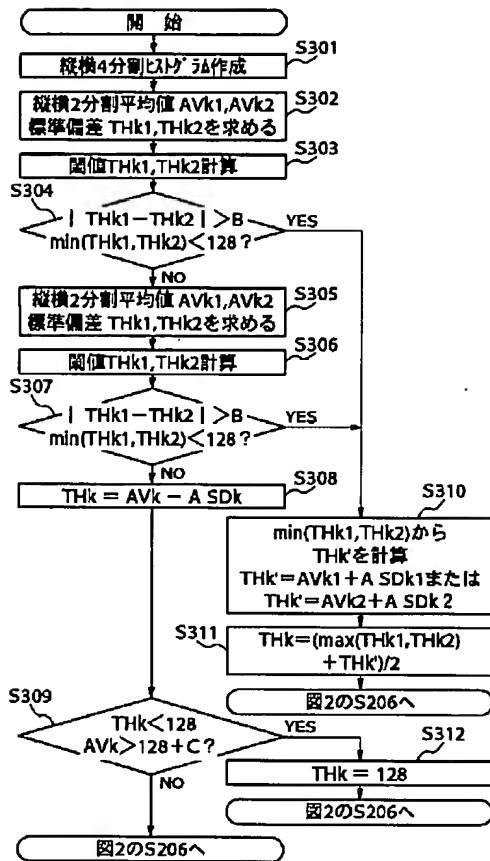 開 始
S301
縦横4分割ヒストグラム作成
S302
縦横2分割平均値 AVk1,AVk2
標準偏差 THk1,THk2を求める
S303
閾値THk1,THk2計算
S304
| THk1-THk2 | >B
min(THk1,THk2)<128?
YES
NO
S305
縦横2分割平均値 AVk1,AVk2
標準偏差 THk1,THk2を求める
S306
閾値THk1,THk2計算
S307
| THk1-THk2 | >B
min(THk1,THk2)<128?
YES
NO
S308
THk = AVk - A SDk
S310
min(THk1,THk2)から
THk'を計算
THk'=AVk1+A SDk1または
THk'=AVk2+A SDk2
S311
THk=(max(THk1,THk2)
+THk')/2
図2のS206へ
S309
THk<128
AVk>128+C?
YES
NO
S312
THk = 128
図2のS206へ
図2のS206へ